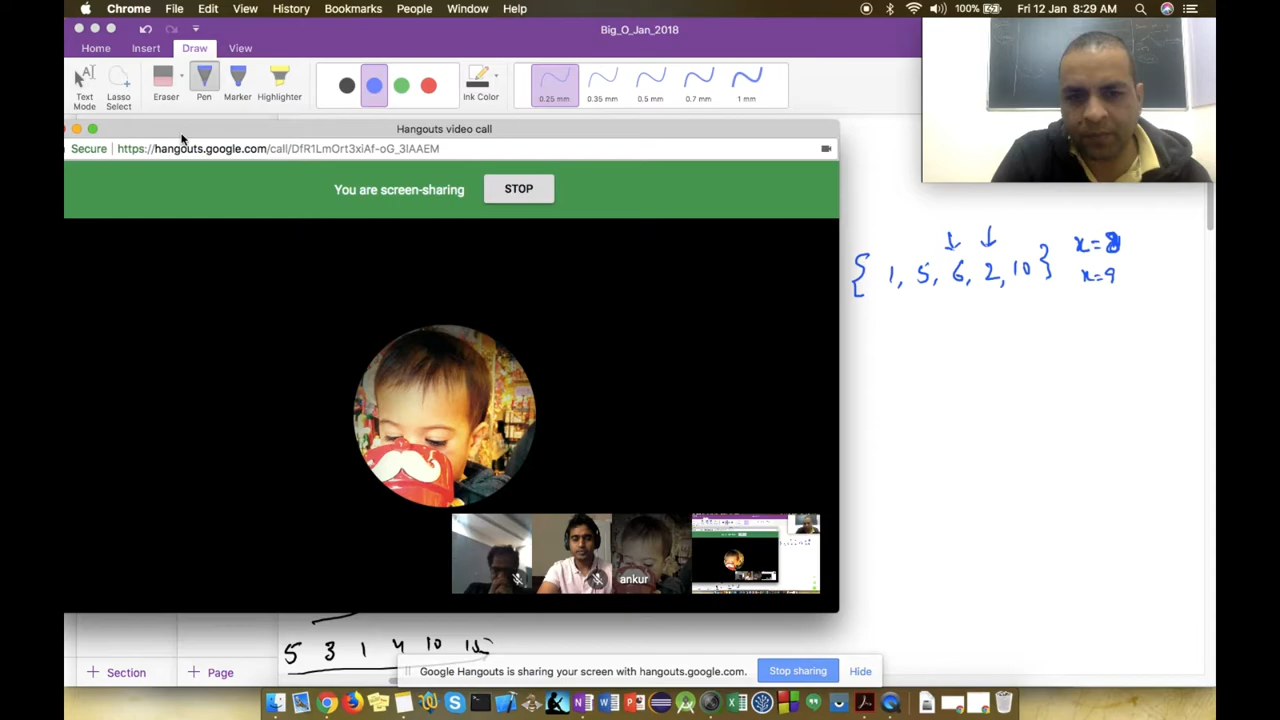 Chrome File Edit View History Bookmarks People Window Help 100% Fri 12 Jan 8:29 AM
Big_O_Jan_2018
Home Insert Draw View
Text Mode
Lasso Select
Eraser
Pen
Marker
Highlighter
Ink Color
0.25 mm 0.35 mm 0.5 mm 0.7 mm 1 mm
Hangouts video call
Secure https://hangouts.google.com/call/DfR1LmOrt3xiAf-oG_3IAAEM
You are screen-sharing STOP
{ 1, 5, 6, 2, 10 } x=
x=9
ankur
5 3 1 4 10
+ Section + Page
Google Hangouts is sharing your screen with hangouts.google.com. Stop sharing Hide